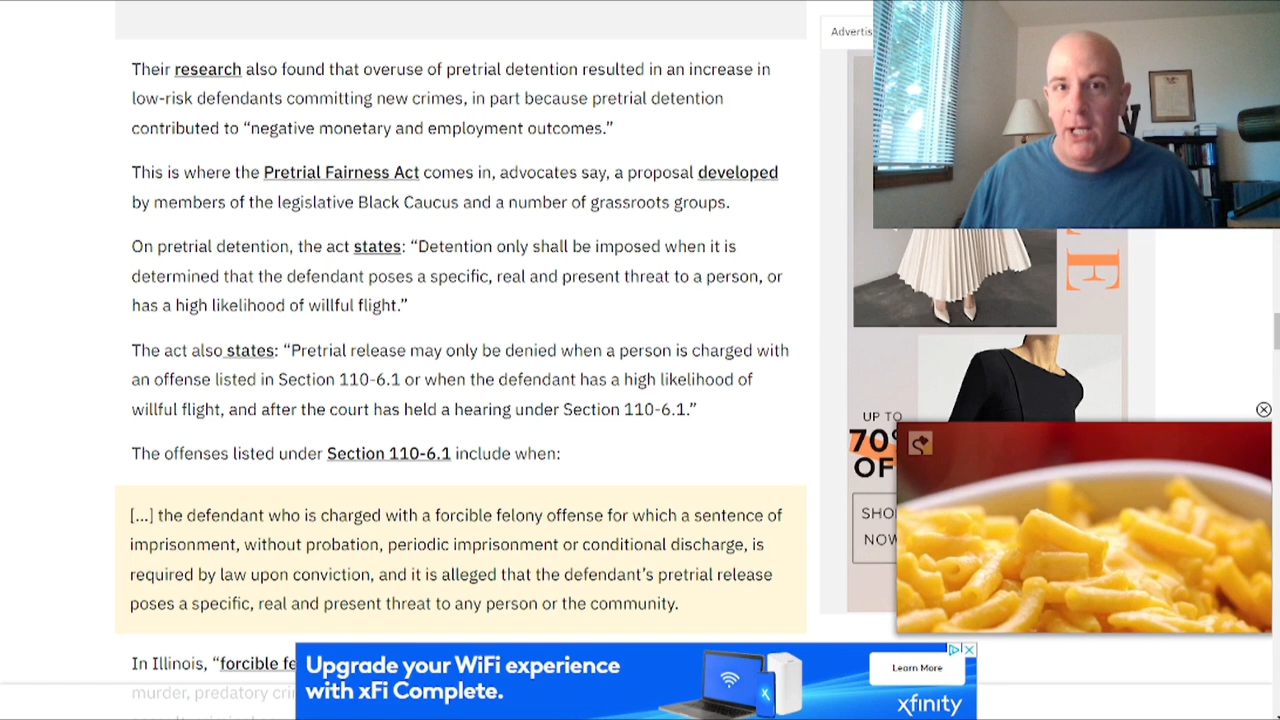 Their research also found that overuse of pretrial detention resulted in an increase in
low-risk defendants committing new crimes, in part because pretrial detention
contributed to “negative monetary and employment outcomes.”
This is where the Pretrial Fairness Act comes in, advocates say, a proposal developed
by members of the legislative Black Caucus and a number of grassroots groups.
On pretrial detention, the act states: “Detention only shall be imposed when it is
determined that the defendant poses a specific, real and present threat to a person, or
has a high likelihood of willful flight.”
The act also states: “Pretrial release may only be denied when a person is charged with
an offense listed in Section 110-6.1 or when the defendant has a high likelihood of
willful flight, and after the court has held a hearing under Section 110-6.1.”
The offenses listed under Section 110-6.1 include when:
[...] the defendant who is charged with a forcible felony offense for which a sentence of
imprisonment, without probation, periodic imprisonment or conditional discharge, is
required by law upon conviction, and it is alleged that the defendant’s pretrial release
poses a specific, real and present threat to any person or the community.
In Illinois, “forcible fe
murder, predatory cri
Advertis
E
UP TO
70%
OF
SHO
NOW
Upgrade your WiFi experience
with xFi Complete.
Learn More
xfinity